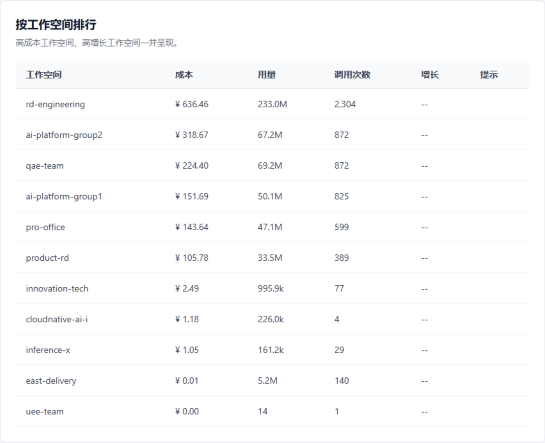 按工作空间排行
高成本工作空间、高增长工作空间一并呈现。
工作空间 成本 用量 调用次数 增长 提示
rd-engineering ¥ 636.46 233.0M 2,304 --
ai-platform-group2 ¥ 318.67 67.2M 872 --
qae-team ¥ 224.40 69.2M 872 --
ai-platform-group1 ¥ 151.69 50.1M 825 --
pro-office ¥ 143.64 47.1M 599 --
product-rd ¥ 105.78 33.5M 389 --
innovation-tech ¥ 2.49 995.9k 77 --
cloudnative-ai-i ¥ 1.18 226.0k 4 --
inference-x ¥ 1.05 161.2k 29 --
east-delivery ¥ 0.01 5.2M 140 --
uee-team ¥ 0.00 14 1 --